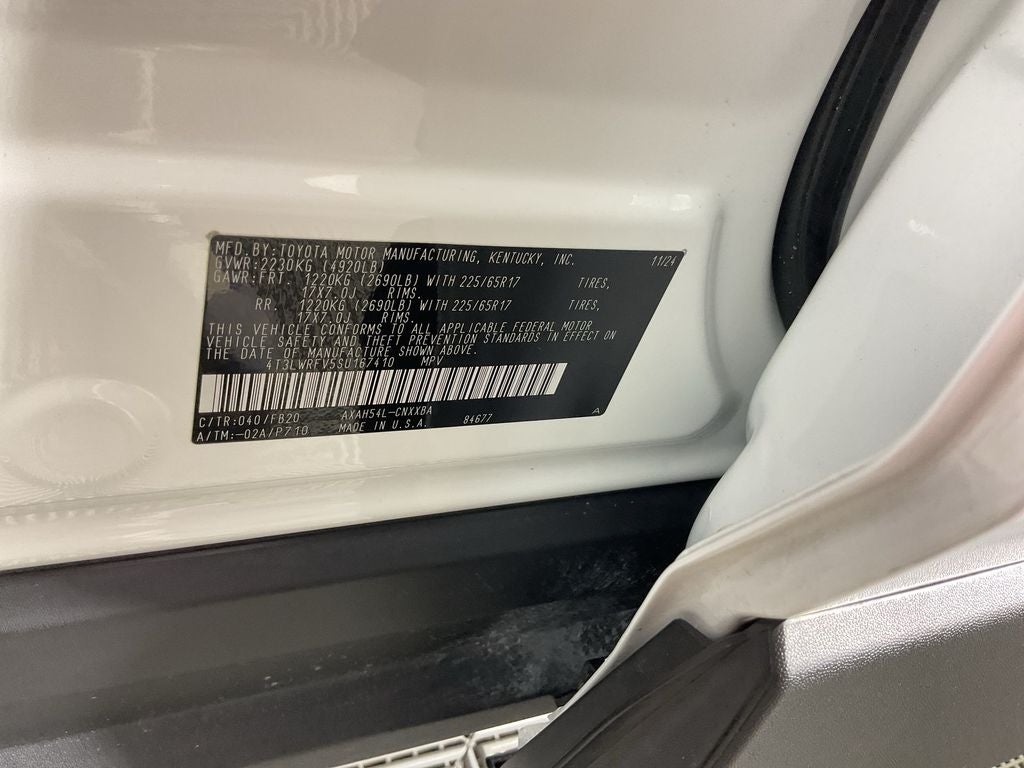 MFD. BY: TOYOTA MOTOR MANUFACTURING, KENTUCKY, INC. 11/24
GVWR:2230KG (4920LB)
GAWR:FRT. 1220KG (2690LB) WITH 225/65R17 TIRES,
17X7.0J RIMS.
RR. 1220KG (2690LB) WITH 225/65R17 TIRES,
17X7.0J RIMS.
THIS VEHICLE CONFORMS TO ALL APPLICABLE FEDERAL MOTOR
VEHICLE SAFETY AND THEFT PREVENTION STANDARDS IN EFFECT ON
THE DATE OF MANUFACTURE SHOWN ABOVE.
4T3LWRFV5SU167410 MPV
C/TR:040/FB20 AXAH54L-CNXXBA 84677
A/TM:-02A/P710 MADE IN U.S.A. A